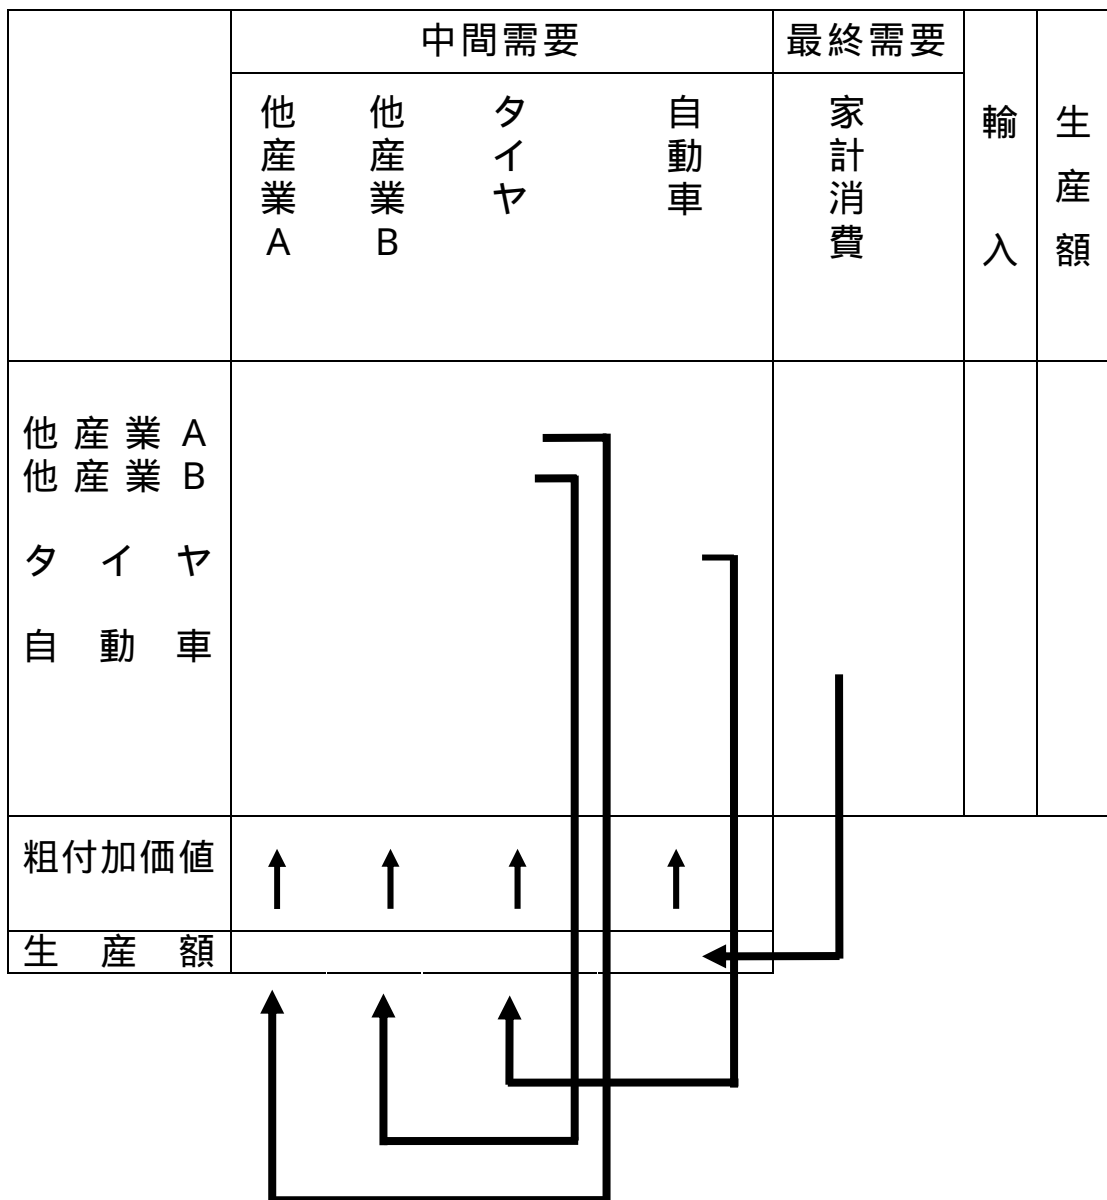 中間需要
最終需要
輸入
生産額
他産業A
他産業B
タイヤ
自動車
家計消費
他産業A
他産業B
タイヤ
自動車
粗付加価値
生産額